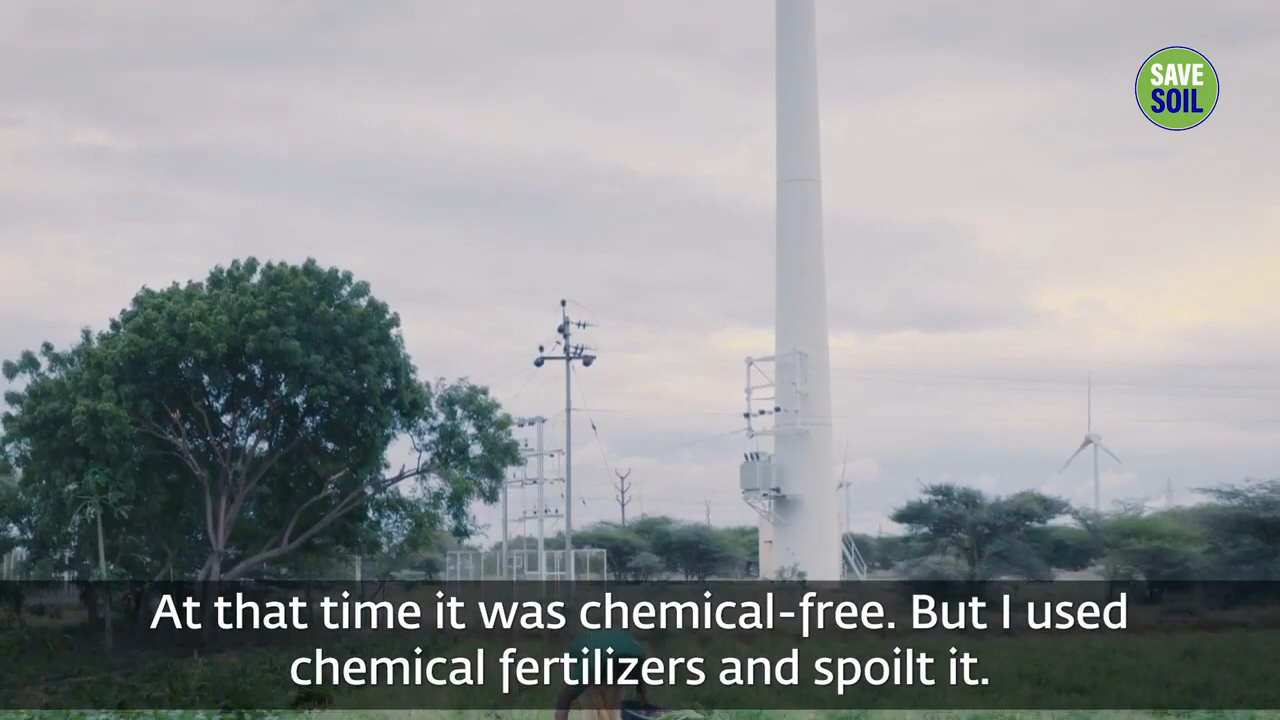 SAVE
SOIL
At that time it was chemical-free. But I used
chemical fertilizers and spoilt it.